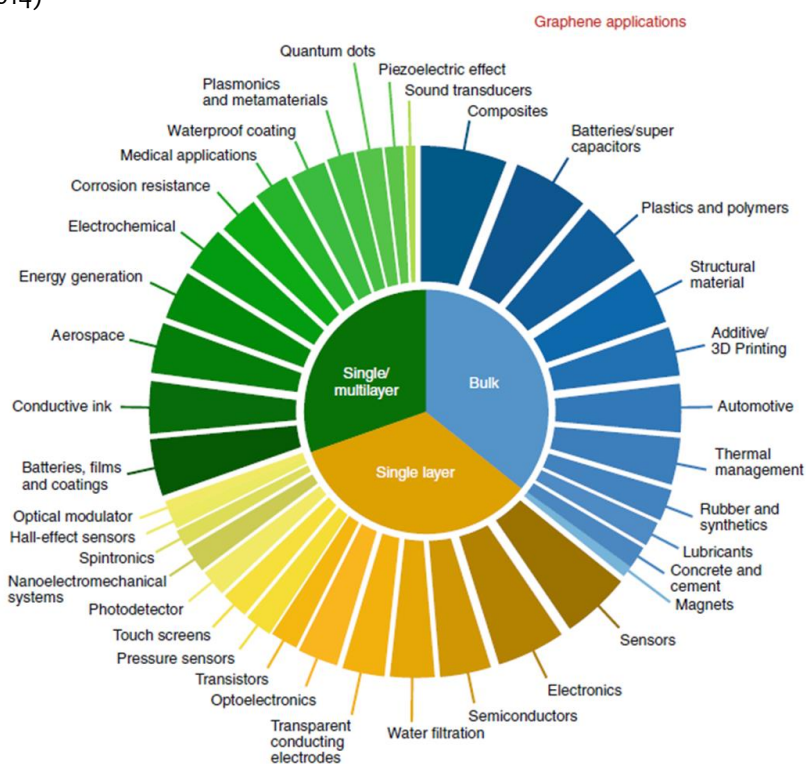 Graphene applications
Quantum dots
Piezoelectric effect
Sound transducers
Composites
Plasmonics
and metamaterials
Waterproof coating
Medical applications
Corrosion resistance
Electrochemical
Energy generation
Aerospace
Conductive ink
Batteries, films
and coatings
Batteries/super
capacitors
Plastics and polymers
Structural
material
Additive/
3D Printing
Automotive
Thermal
management
Rubber and
synthetics
Lubricants
Concrete and
cement
Magnets
Single/
multilayer
Bulk
Single layer
Optical modulator
Hall-effect sensors
Spintronics
Nanoelectromechanical
systems
Photodetector
Touch screens
Pressure sensors
Transistors
Optoelectronics
Transparent
conducting
electrodes
Water filtration
Semiconductors
Electronics
Sensors